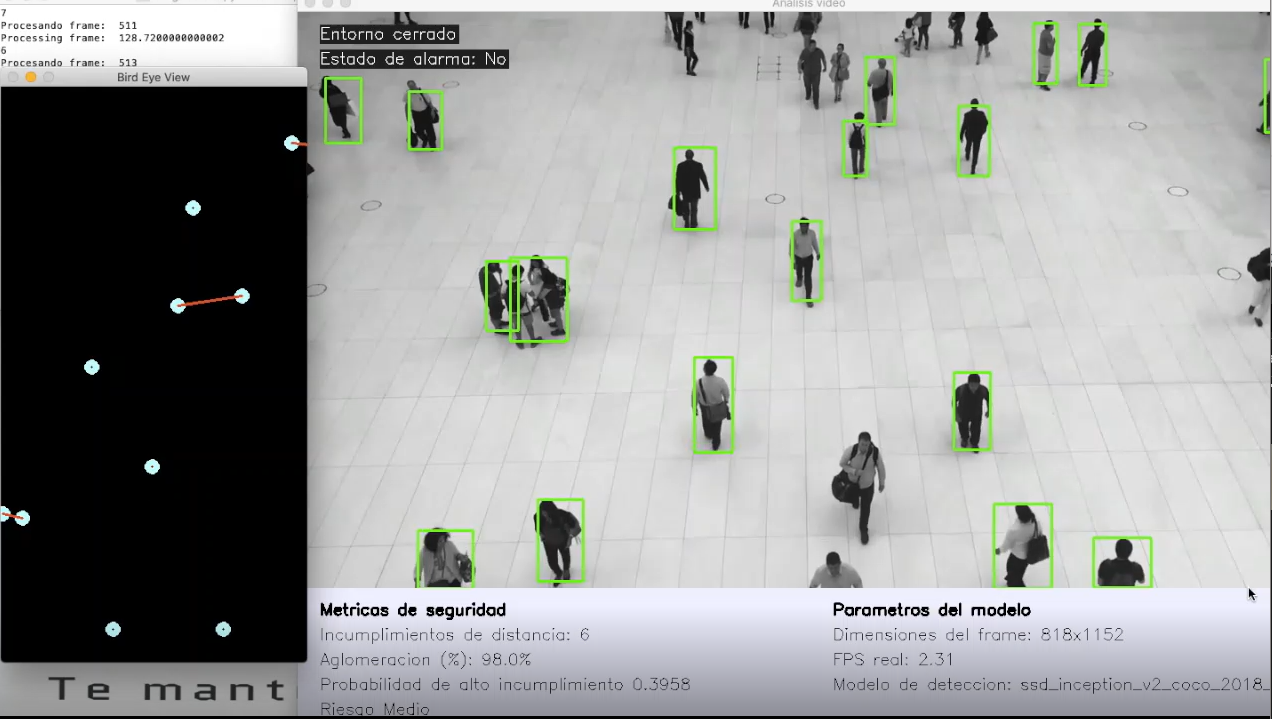 7
Procesando frame: 511
Processing frame: 128.7200000000002
6
Procesando frame: 513
Bird Eye View
Analisis video
Entorno cerrado
Estado de alarma: No
Metricas de seguridad
Incumplimientos de distancia: 6
Aglomeracion (%): 98.0%
Probabilidad de alto incumplimiento 0.3958
Riesgo Medio
Parametros del modelo
Dimensiones del frame: 818x1152
FPS real: 2.31
Modelo de deteccion: ssd_inception_v2_coco_2018_
Te mant